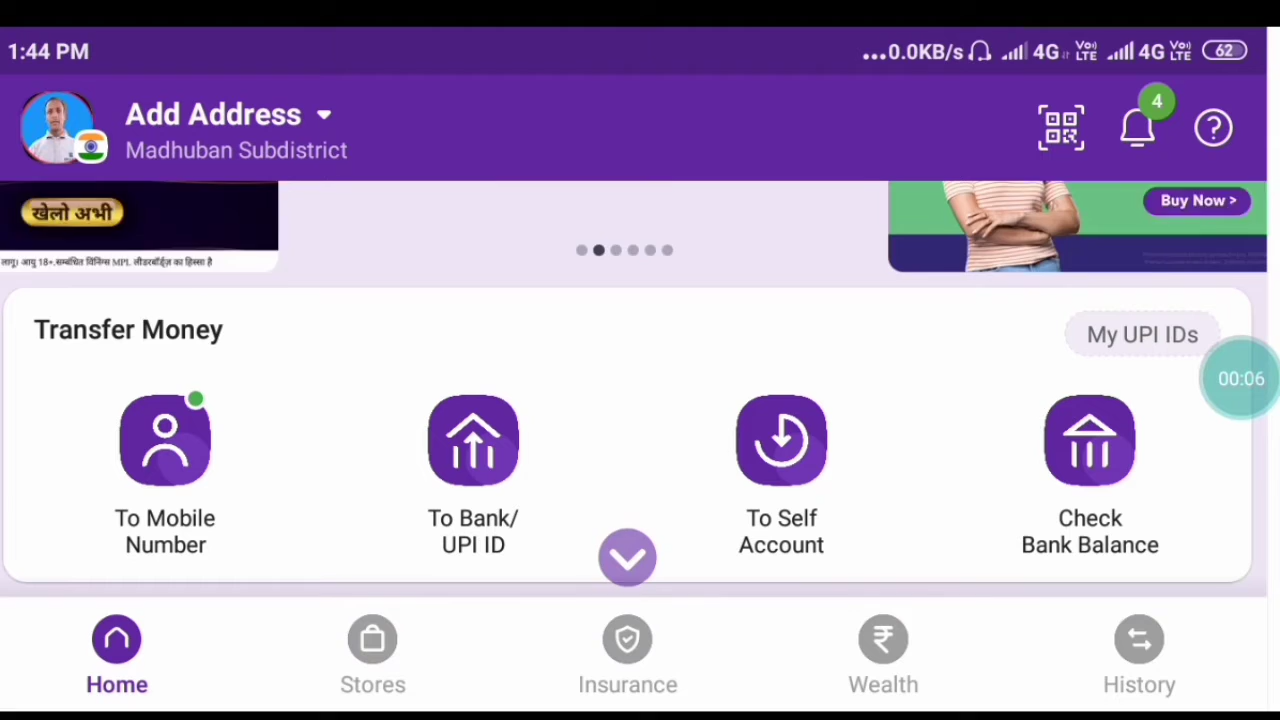 1:44 PM
...0.0KB/s 4G Vo) LTE 4G Vo) LTE 62
Add Address
4
Madhuban Subdistrict
खेलो अभी
Buy Now >
लागू। आयु 18+.सम्बंधित विनिंग्स MPL लीडरबॉर्ड्ज़ का हिस्सा है
Transfer Money
My UPI IDs
00:06
To Mobile
Number
To Bank/
UPI ID
To Self
Account
Check
Bank Balance
Home
Stores
Insurance
Wealth
History